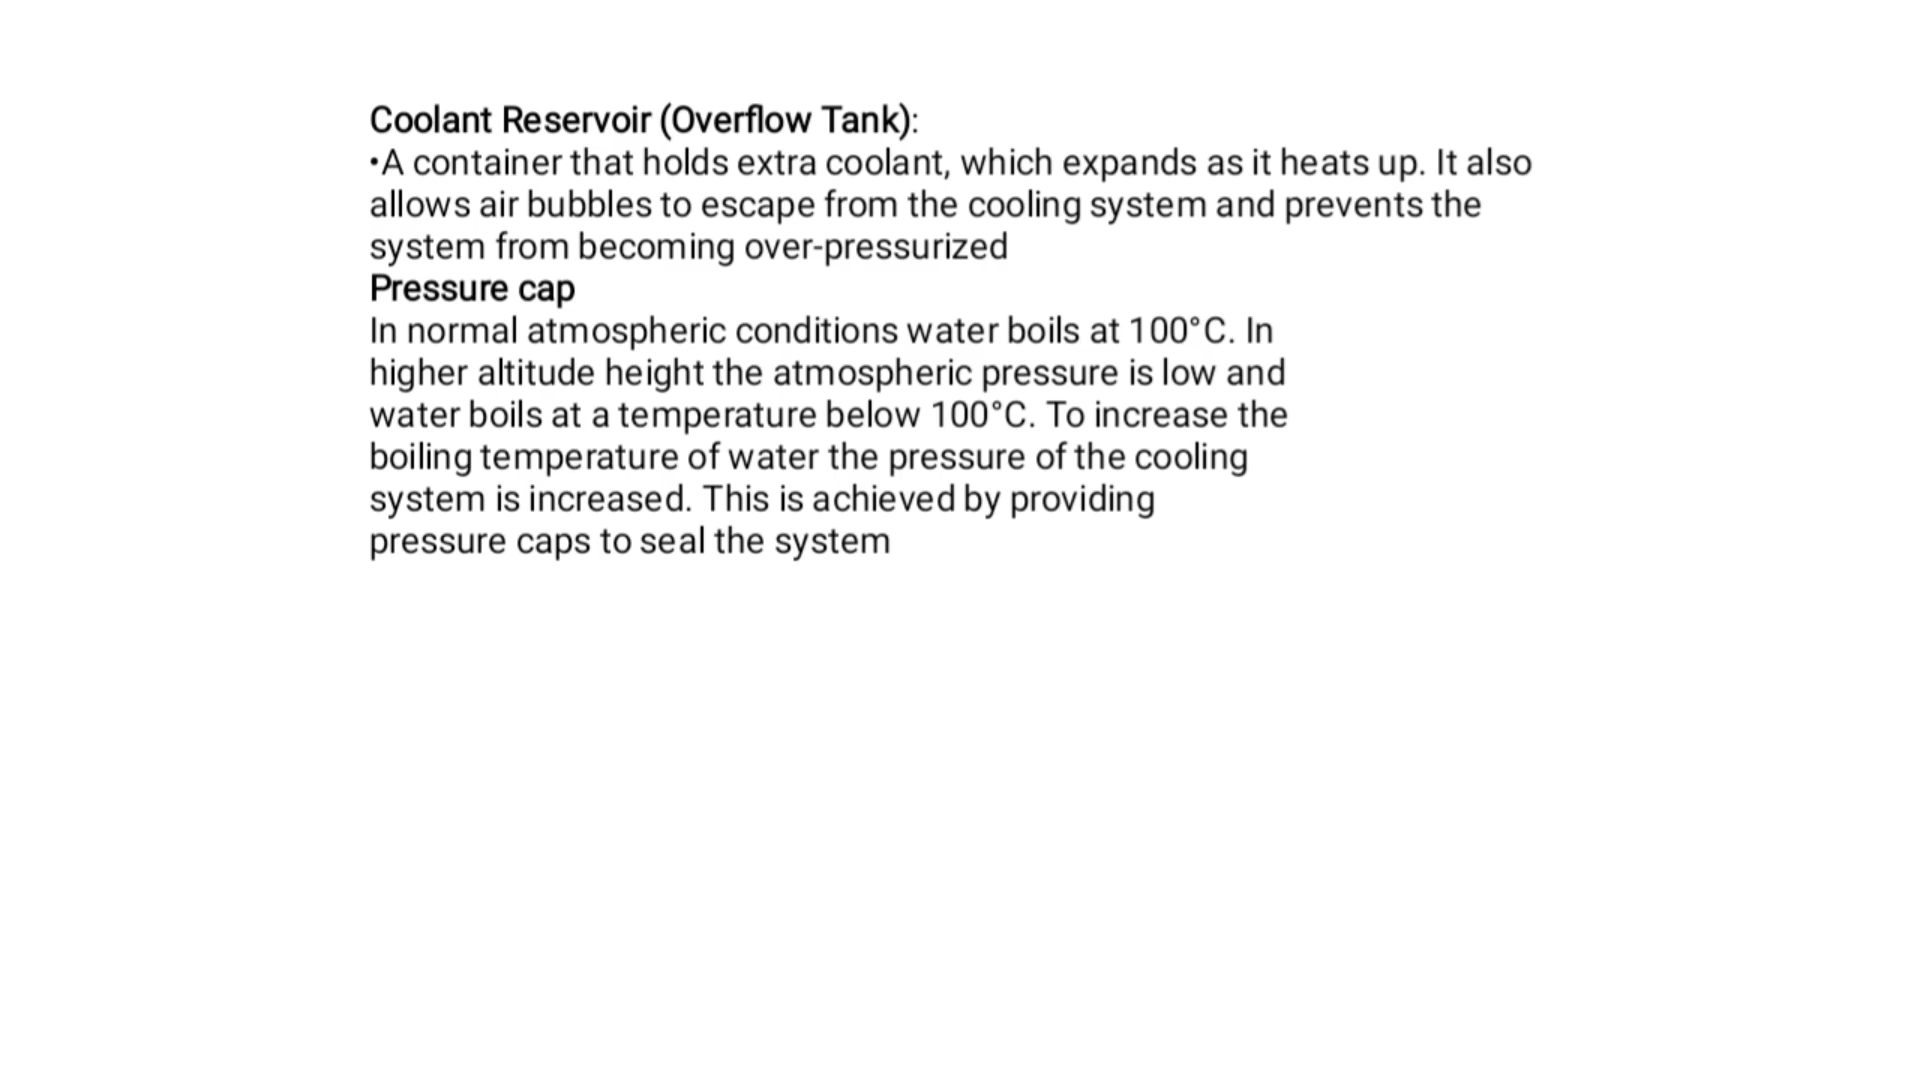 Coolant Reservoir (Overflow Tank):
•A container that holds extra coolant, which expands as it heats up. It also
allows air bubbles to escape from the cooling system and prevents the
system from becoming over-pressurized
Pressure cap
In normal atmospheric conditions water boils at 100°C. In
higher altitude height the atmospheric pressure is low and
water boils at a temperature below 100°C. To increase the
boiling temperature of water the pressure of the cooling
system is increased. This is achieved by providing
pressure caps to seal the system